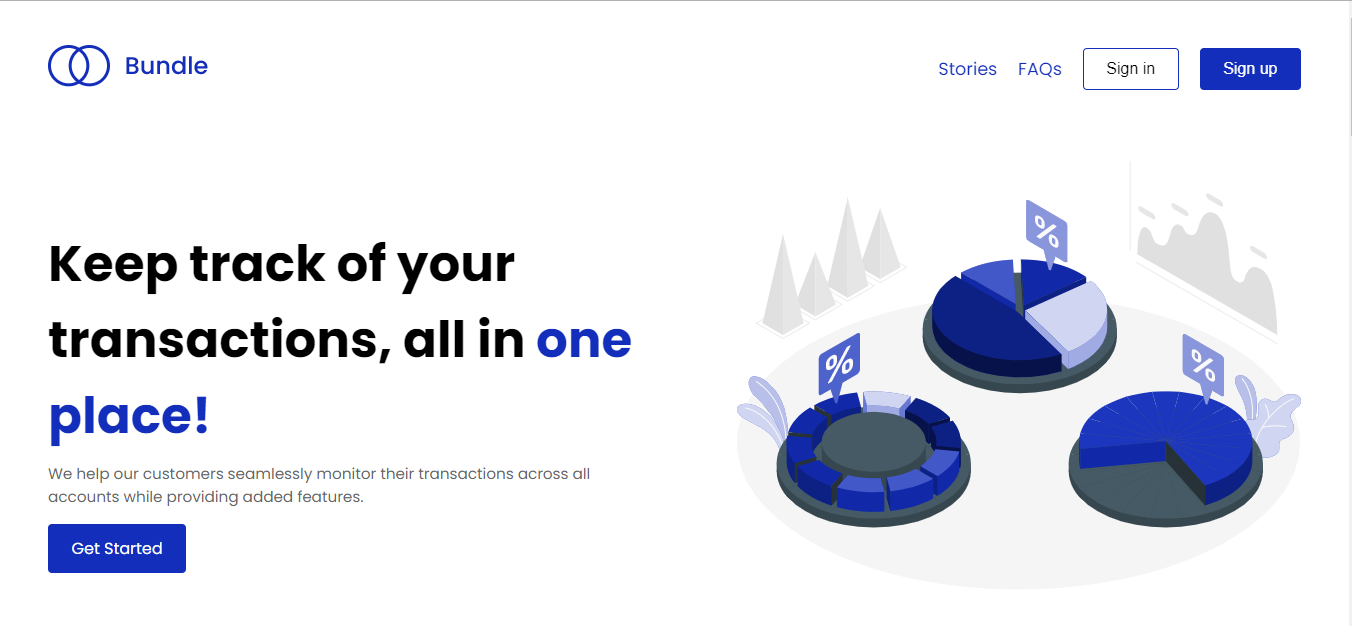 Bundle
Stories
FAQs
Sign in
Sign up
Keep track of your
transactions, all in one
place!
We help our customers seamlessly monitor their transactions across all
accounts while providing added features.
Get Started
%
%
%